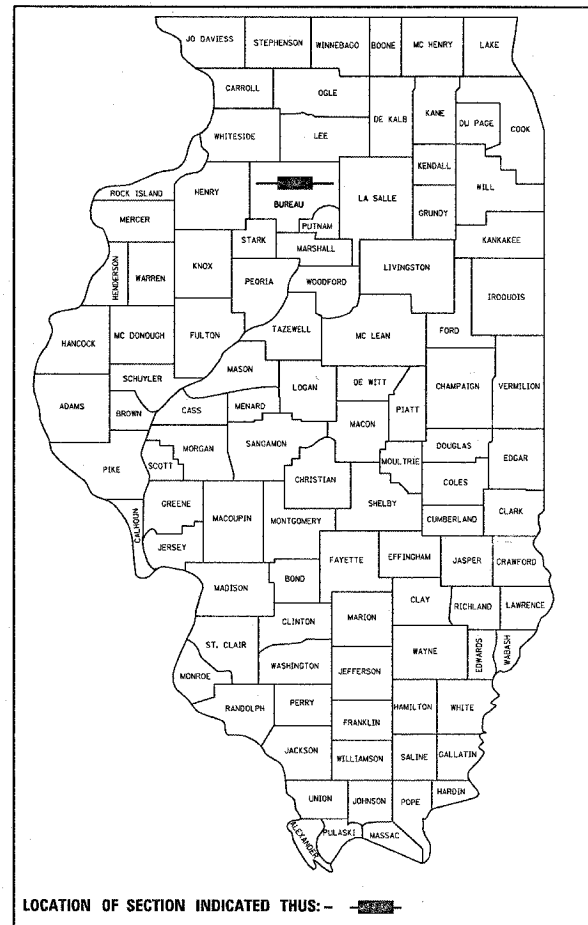 JO DAVIESS STEPHENSON WINNEBAGO BOONE MC HENRY LAKE
CARROLL OGLE DE KALB KANE DU PAGE COOK
WHITESIDE LEE
KENDALL WILL
ROCK ISLAND HENRY BUREAU LA SALLE GRUNDY
MERCER PUTNAM
STARK MARSHALL KANKAKEE
HENDERSON WARREN KNOX PEORIA WOODFORD LIVINGSTON IROQUOIS
HANCOCK MC DONOUGH FULTON TAZEWELL MC LEAN FORD
SCHUYLER MASON LOGAN DE WITT CHAMPAIGN VERMILION
ADAMS BROWN CASS MENARD MACON PIATT
PIKE SCOTT MORGAN SANGAMON CHRISTIAN MOULTRIE DOUGLAS EDGAR
COLES
CALHOUN GREENE MACOUPIN MONTGOMERY SHELBY CUMBERLAND CLARK
JERSEY
FAYETTE EFFINGHAM JASPER CRAWFORD
MADISON BOND
CLAY RICHLAND LAWRENCE
CLINTON MARION
ST. CLAIR WAYNE EDWARDS WABASH
MONROE WASHINGTON JEFFERSON
RANDOLPH PERRY HAMILTON WHITE
FRANKLIN
JACKSON WILLIAMSON SALINE GALLATIN
HARDIN
UNION JOHNSON POPE
ALEXANDER PULASKI MASSAC
LOCATION OF SECTION INDICATED THUS: -